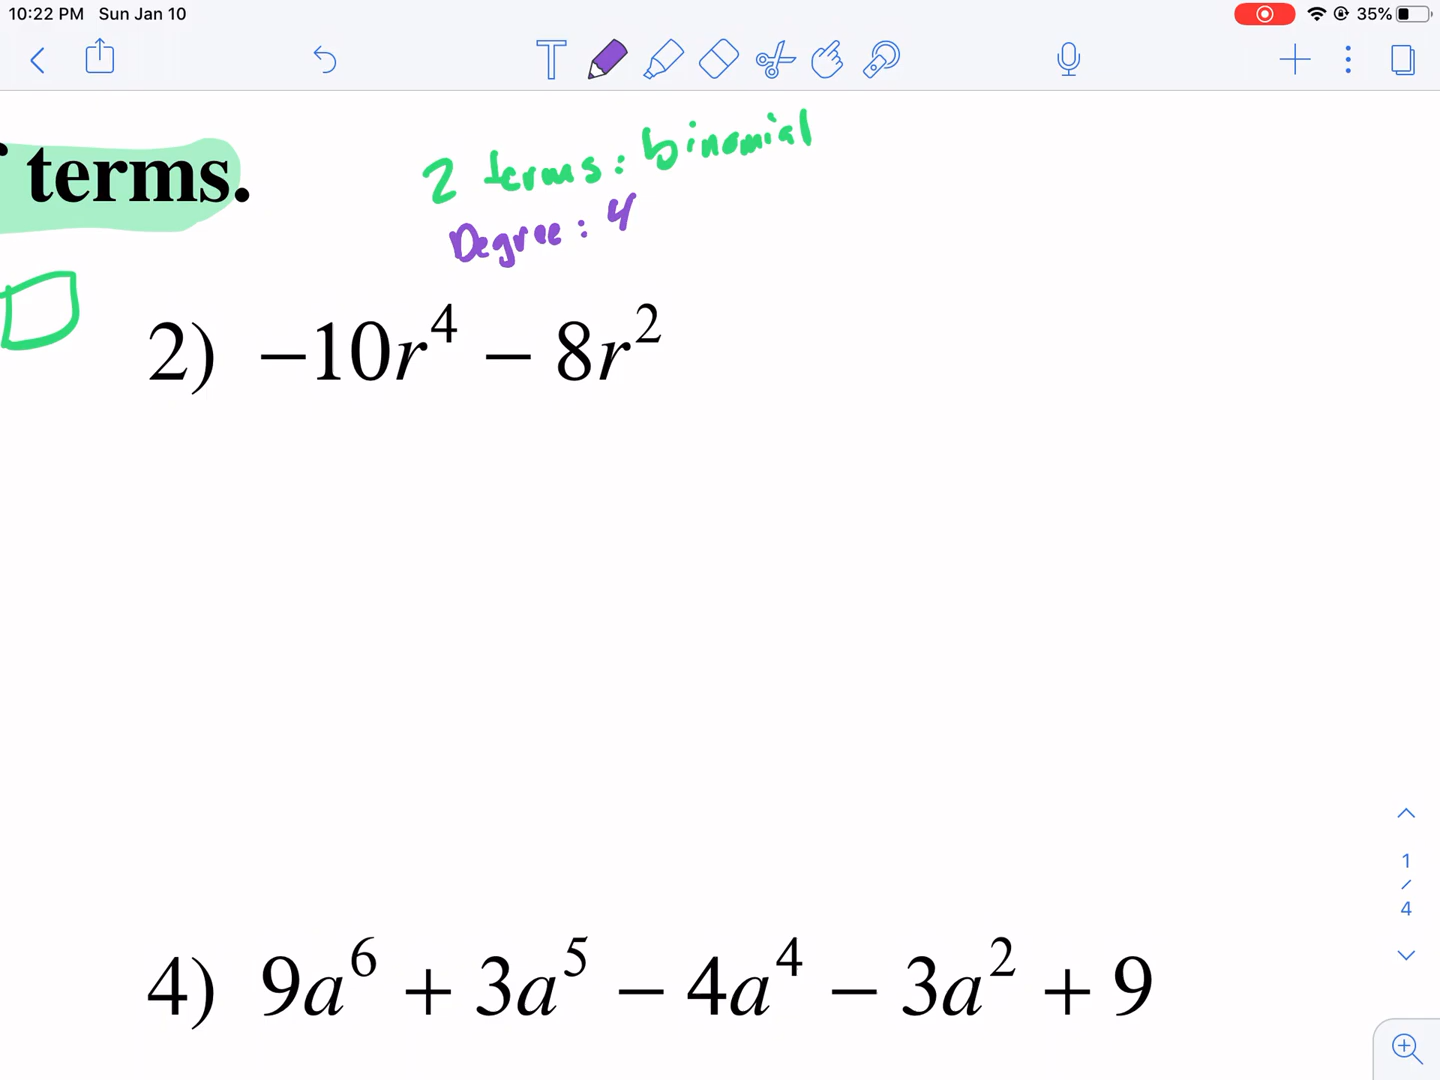 10:22 PM Sun Jan 10 35%
terms.
2 terms: binomial
Degree: 4
2) −10r⁴ − 8r²
1
/
4
4) 9a⁶ + 3a⁵ − 4a⁴ − 3a² + 9